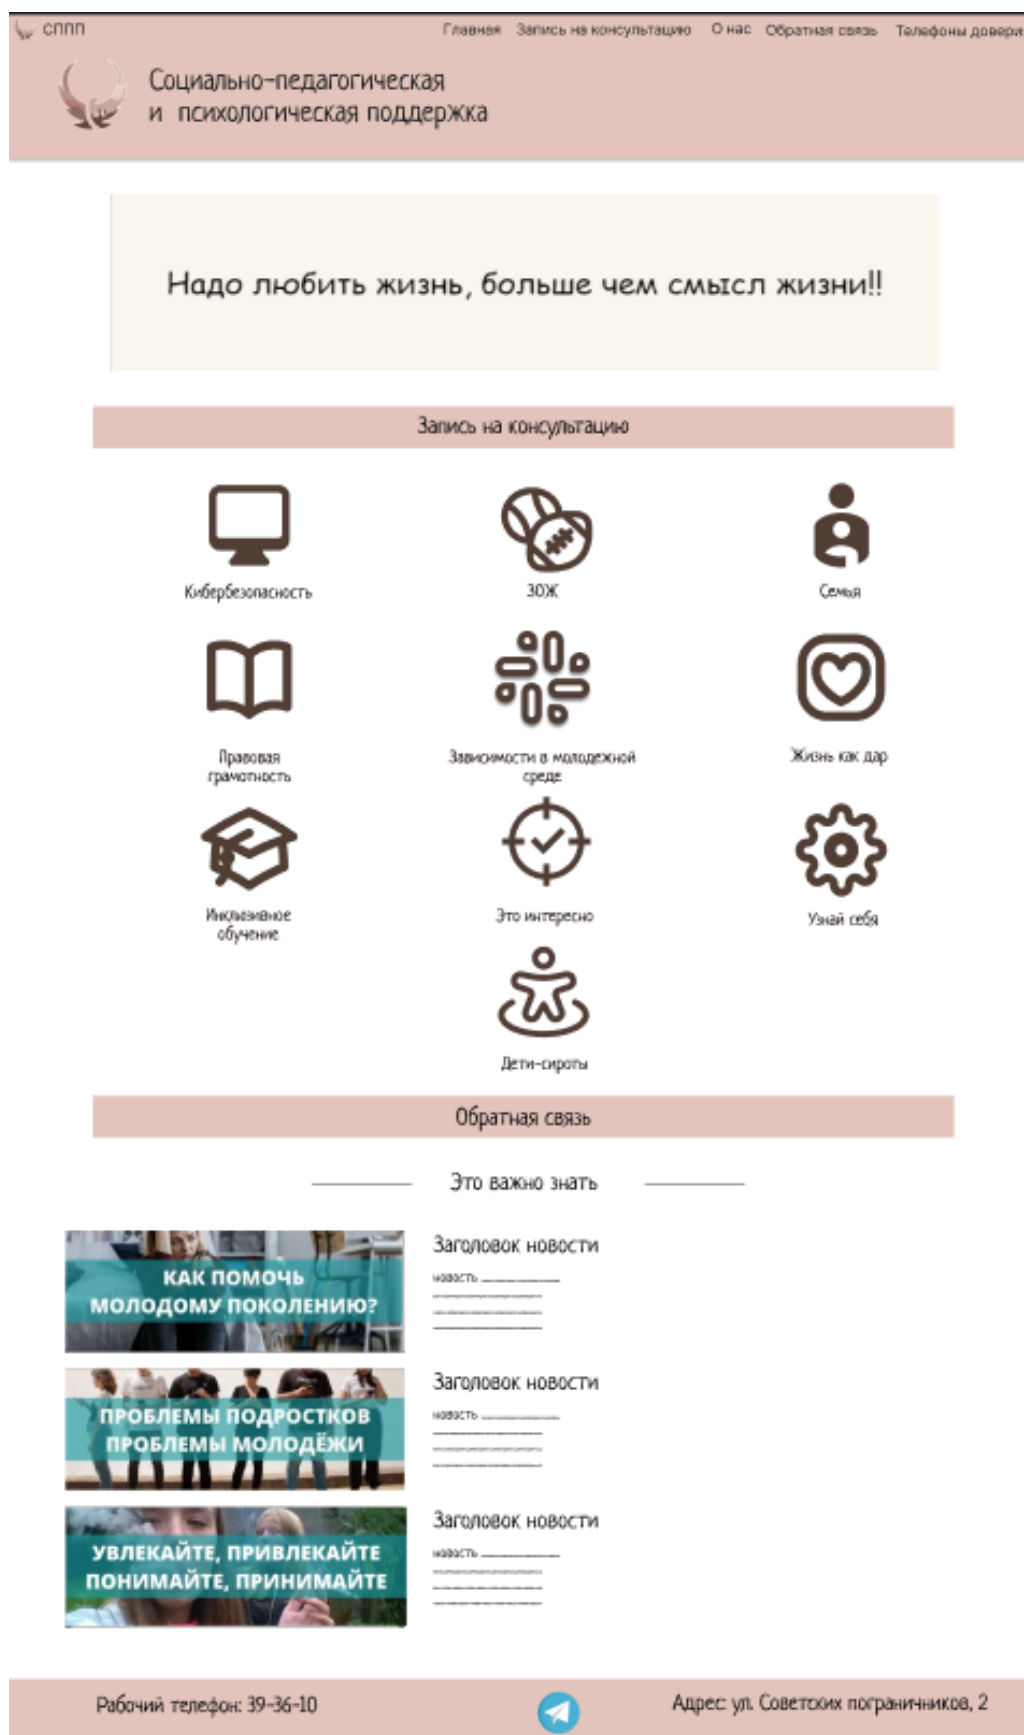 СППП
Главная Запись на консультацию О нас Обратная связь Телефоны довери
Социально-педагогическая
и психологическая поддержка
Надо любить жизнь, больше чем смысл жизни!!
Запись на консультацию
Кибербезопасность
ЗОЖ
Семья
Правовая
грамотность
Зависимости в молодежной
среде
Жизнь как дар
Инклюзивное
обучение
Это интересно
Узнай себя
Дети-сироты
Обратная связь
Это важно знать
КАК ПОМОЧЬ
МОЛОДОМУ ПОКОЛЕНИЮ?
Заголовок новости
новость
ПРОБЛЕМЫ ПОДРОСТКОВ
ПРОБЛЕМЫ МОЛОДЁЖИ
Заголовок новости
новость
УВЛЕКАЙТЕ, ПРИВЛЕКАЙТЕ
ПОНИМАЙТЕ, ПРИНИМАЙТЕ
Заголовок новости
новость
Рабочий телефон: 39-36-10
Адрес: ул. Советских пограничников, 2